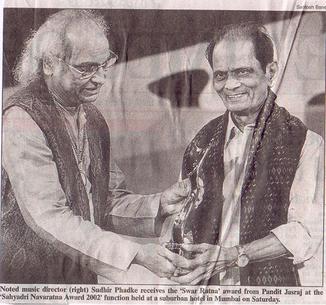 Santosh Bane
Noted music director (right) Sudhir Phadke receives the 'Swar Ratna' award from Pandit Jasraj at the
'Sahyadri Navaratna Award 2002' function held at a suburban hotel in Mumbai on Saturday.